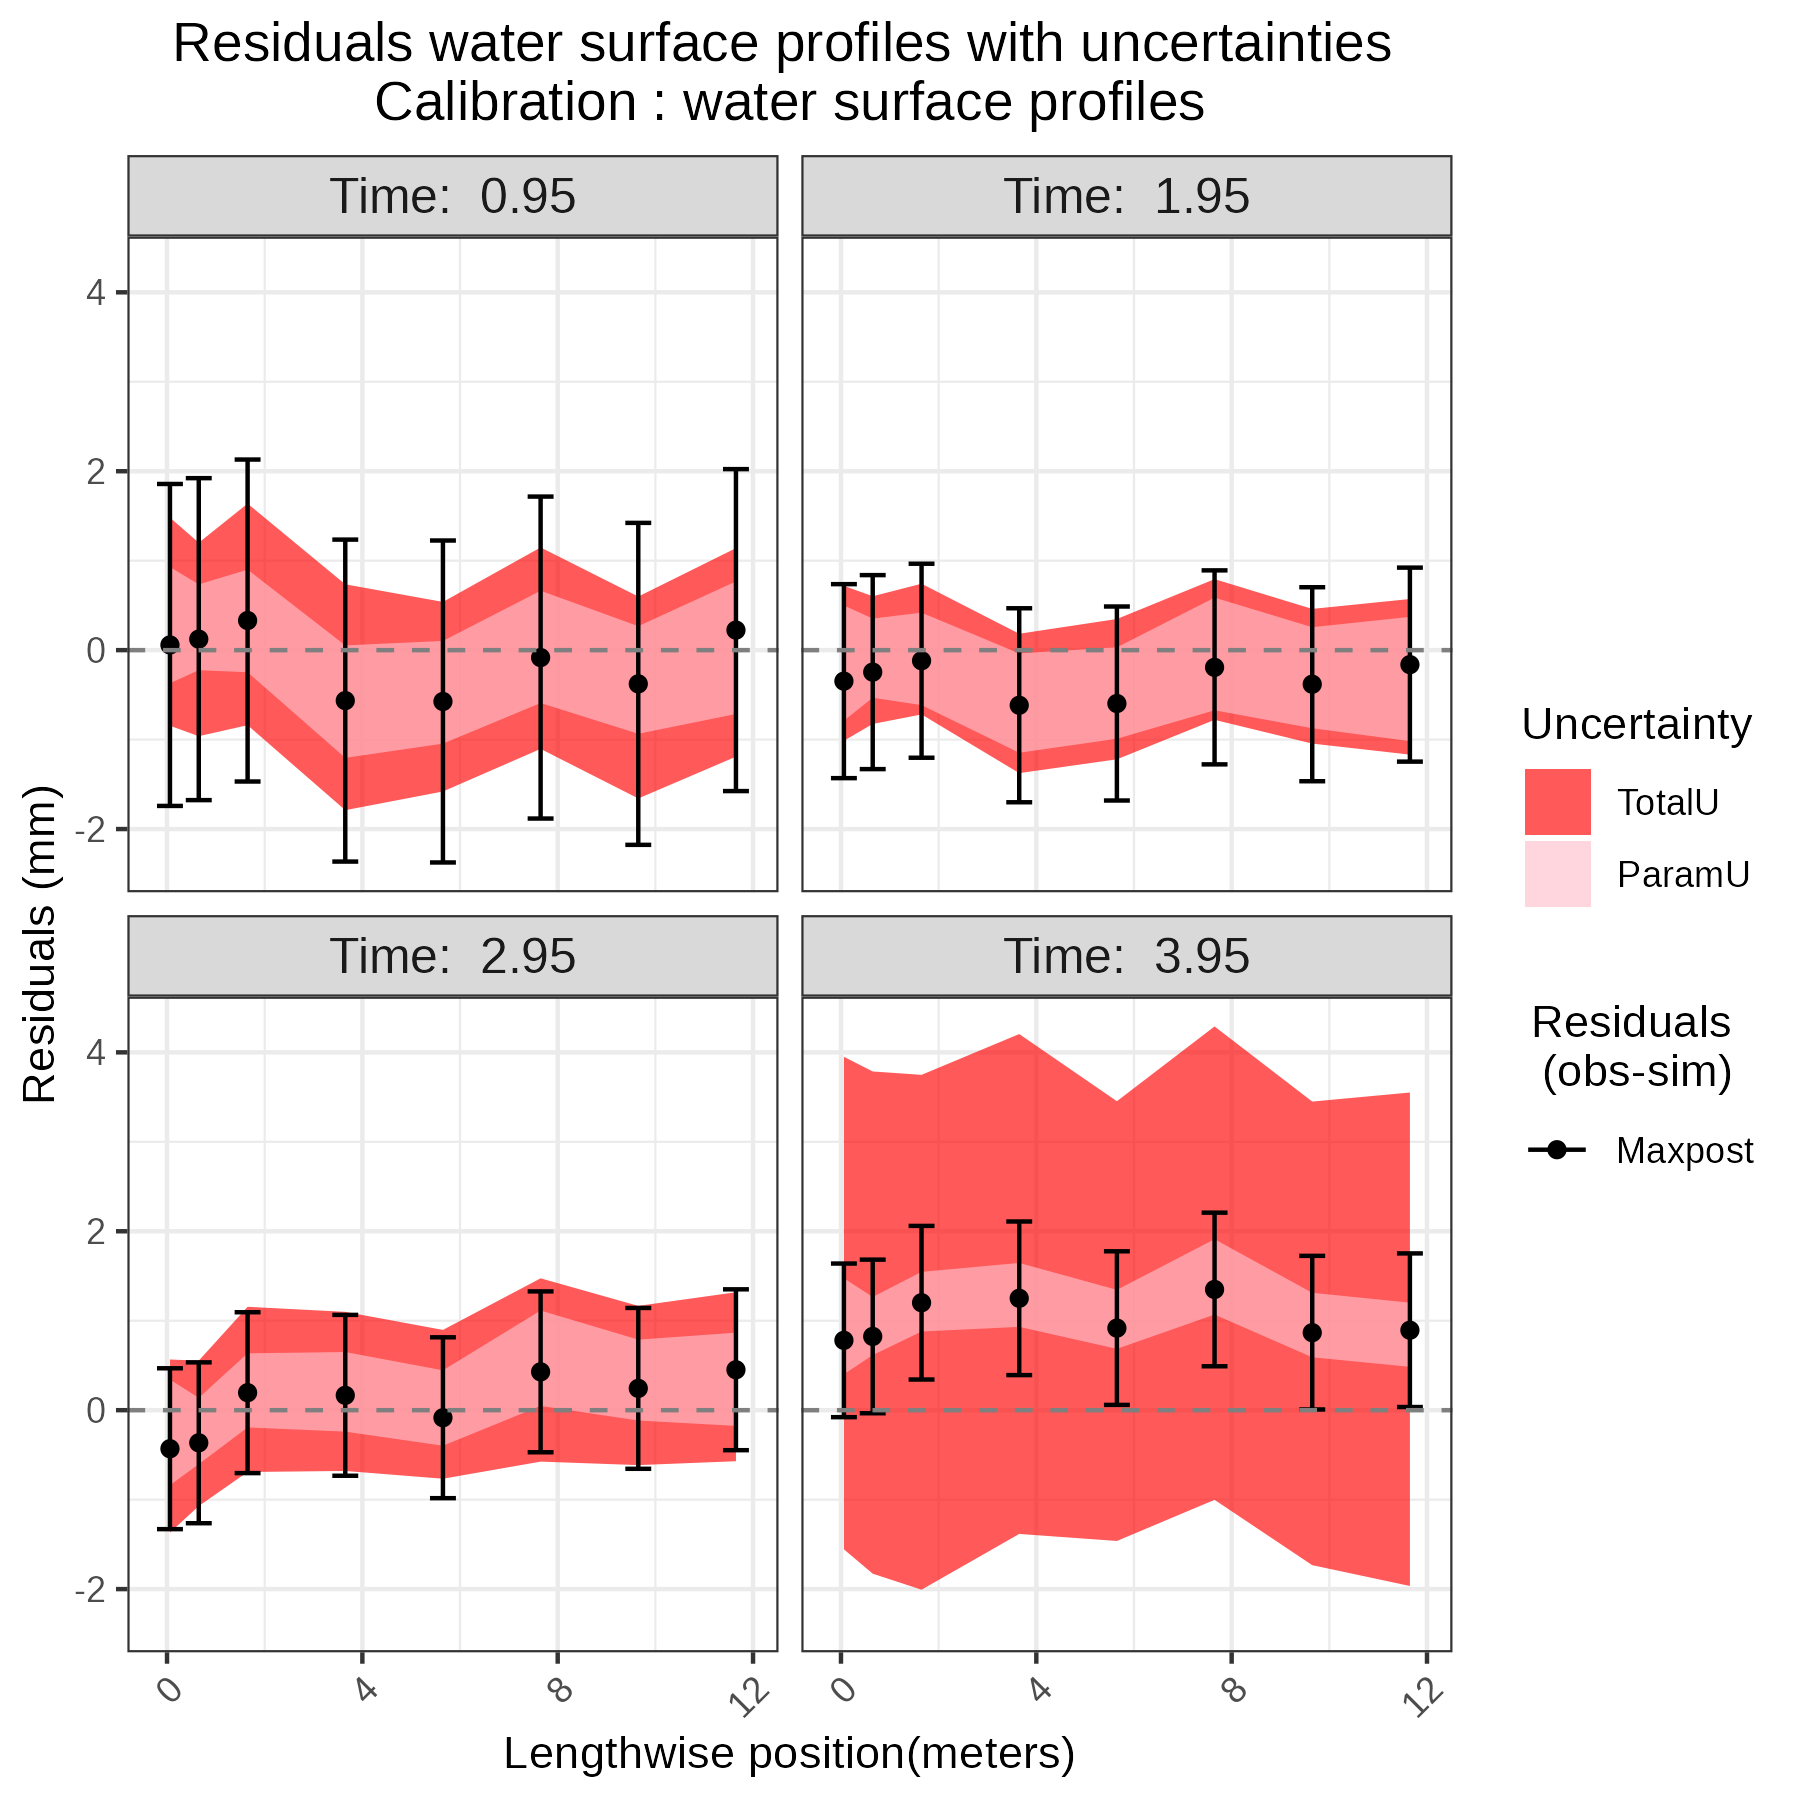 Residuals water surface profiles with uncertainties
Calibration : water surface profiles
Time:  0.95
Time:  1.95
4
2
0
-2
Time:  2.95
Time:  3.95
4
2
0
-2
0
4
8
12
0
4
8
12
Residuals (mm)
Lengthwise position(meters)
Uncertainty
TotalU
ParamU
Residuals
(obs-sim)
Maxpost